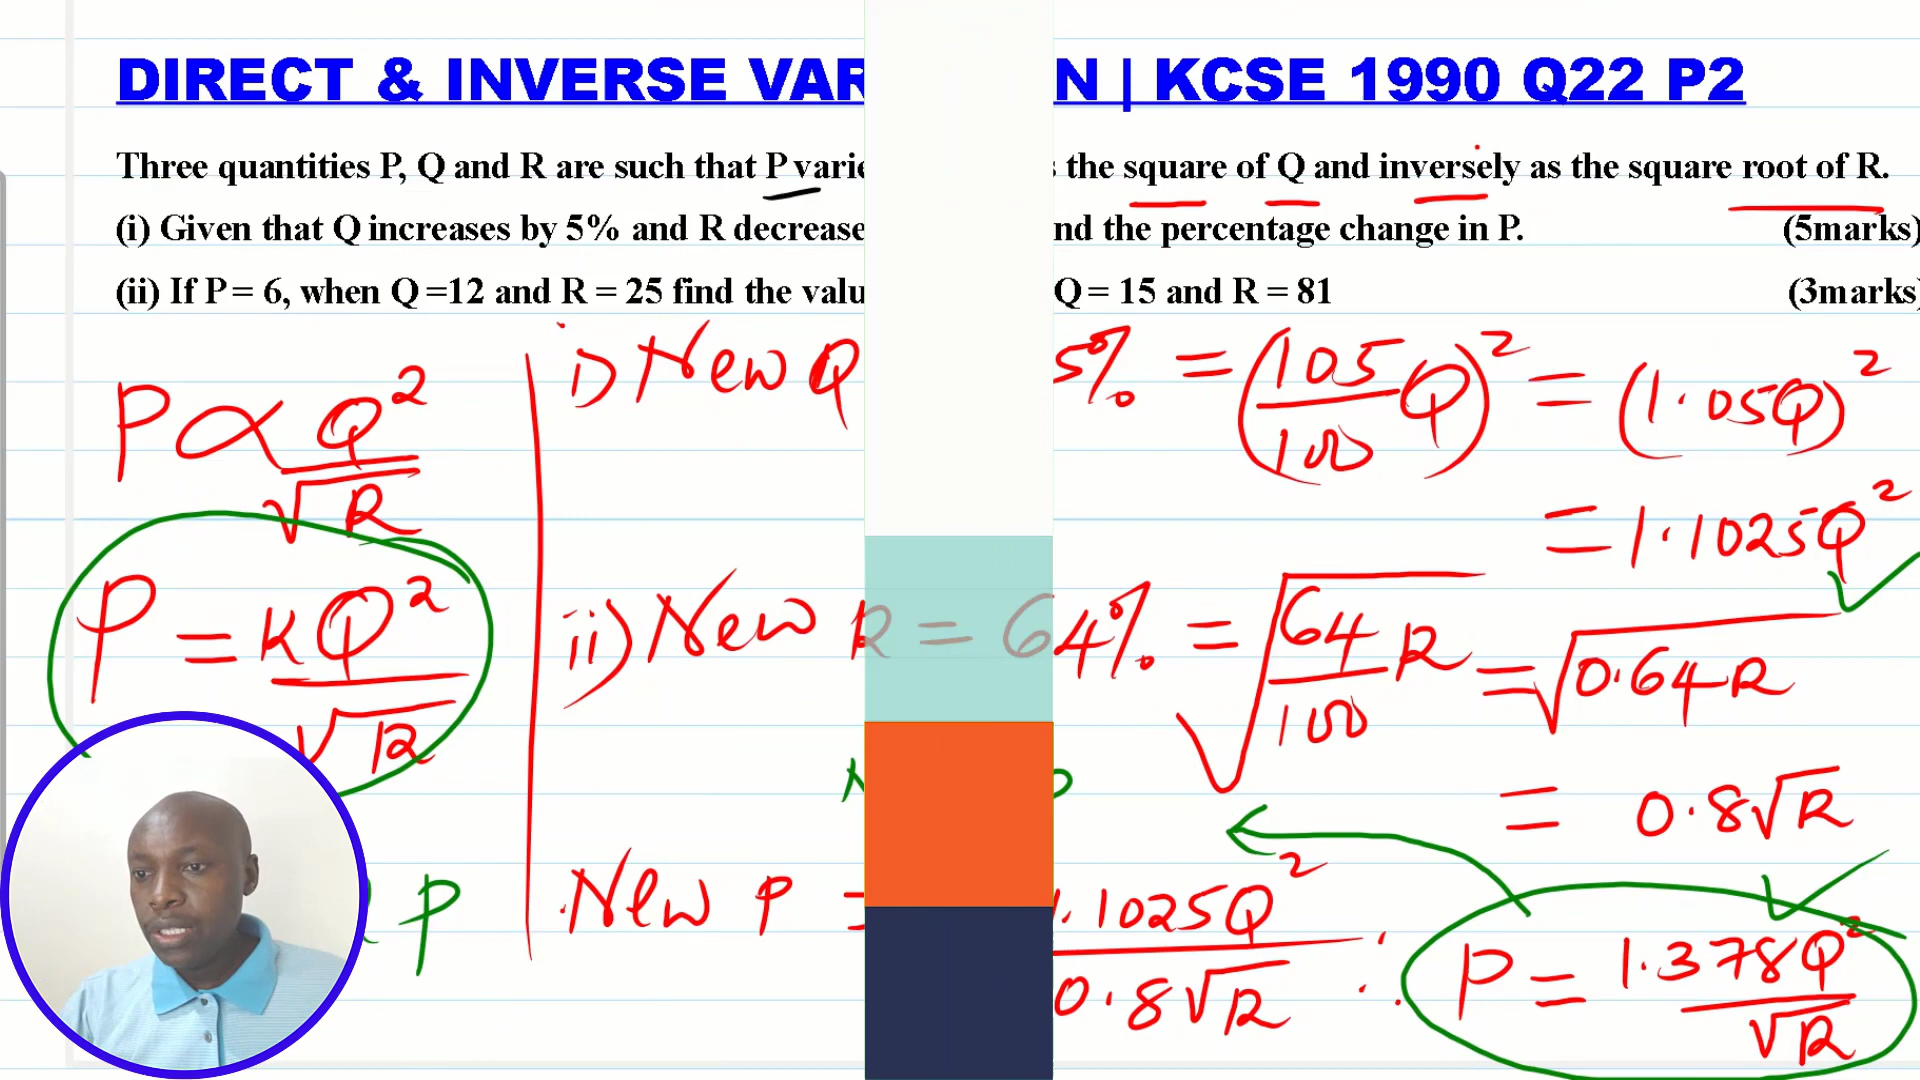 DIRECT & INVERSE VAR N | KCSE 1990 Q22 P2
Three quantities P, Q and R are such that P varie the square of Q and inversely as the square root of R.
(i) Given that Q increases by 5% and R decrease nd the percentage change in P. (5marks)
(ii) If P = 6, when Q =12 and R = 25 find the valu Q = 15 and R = 81 (3marks)
P ∝ Q² / √R
P = KQ² / √R
i) New Q 5% = (105/100 Q)² = (1.05Q)²
= 1.1025Q²
ii) New R = 64% = √(64/100 R) = √0.64R
= 0.8√R
P
New P = 1.1025Q² / 0.8√R ∴ P = 1.378Q² / √R